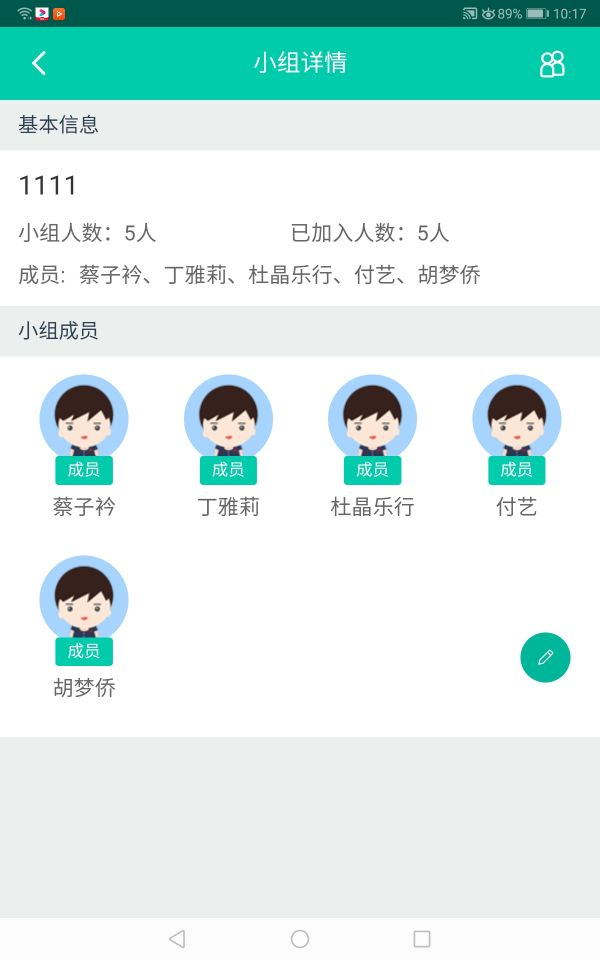 89% 10:17
小组详情
基本信息
1111
小组人数：5人 已加入人数：5人
成员: 蔡子衿、丁雅莉、杜晶乐行、付艺、胡梦侨
小组成员
成员 成员 成员 成员
蔡子衿 丁雅莉 杜晶乐行 付艺
成员
胡梦侨